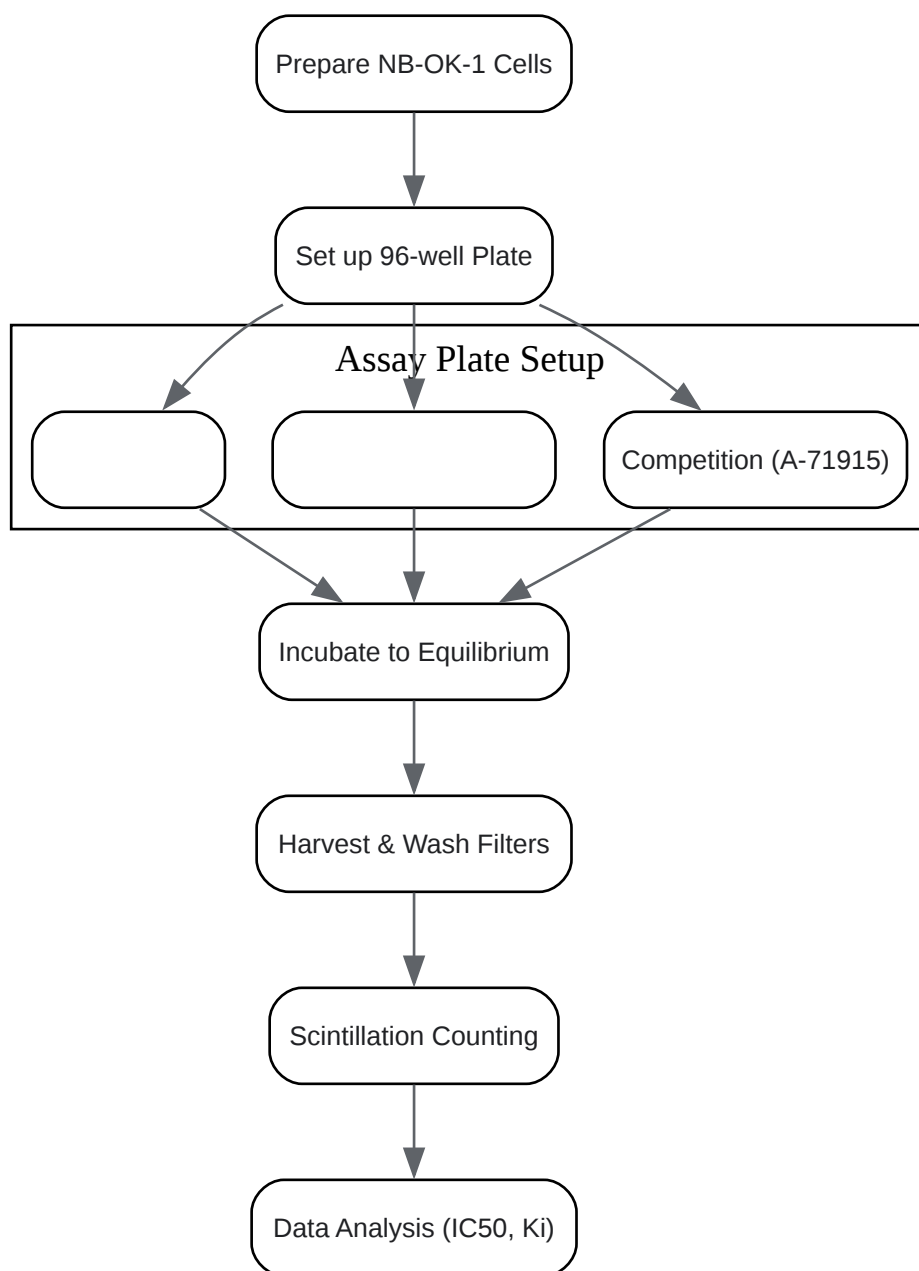 Prepare NB-OK-1 Cells
Set up 96-well Plate
Assay Plate Setup
Competition (A-71915)
Incubate to Equilibrium
Harvest & Wash Filters
Scintillation Counting
Data Analysis (IC50, Ki)